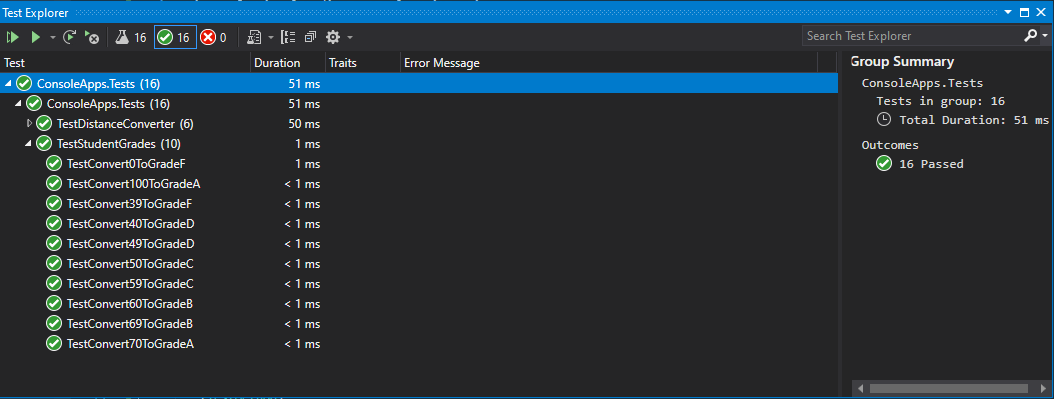 Test Explorer
16 16 0 Search Test Explorer
Test Duration Traits Error Message
ConsoleApps.Tests (16) 51 ms
ConsoleApps.Tests (16) 51 ms
TestDistanceConverter (6) 50 ms
TestStudentGrades (10) 1 ms
TestConvert0ToGradeF 1 ms
TestConvert100ToGradeA < 1 ms
TestConvert39ToGradeF < 1 ms
TestConvert40ToGradeD < 1 ms
TestConvert49ToGradeD < 1 ms
TestConvert50ToGradeC < 1 ms
TestConvert59ToGradeC < 1 ms
TestConvert60ToGradeB < 1 ms
TestConvert69ToGradeB < 1 ms
TestConvert70ToGradeA < 1 ms
Group Summary
ConsoleApps.Tests
Tests in group: 16
Total Duration: 51 ms
Outcomes
16 Passed